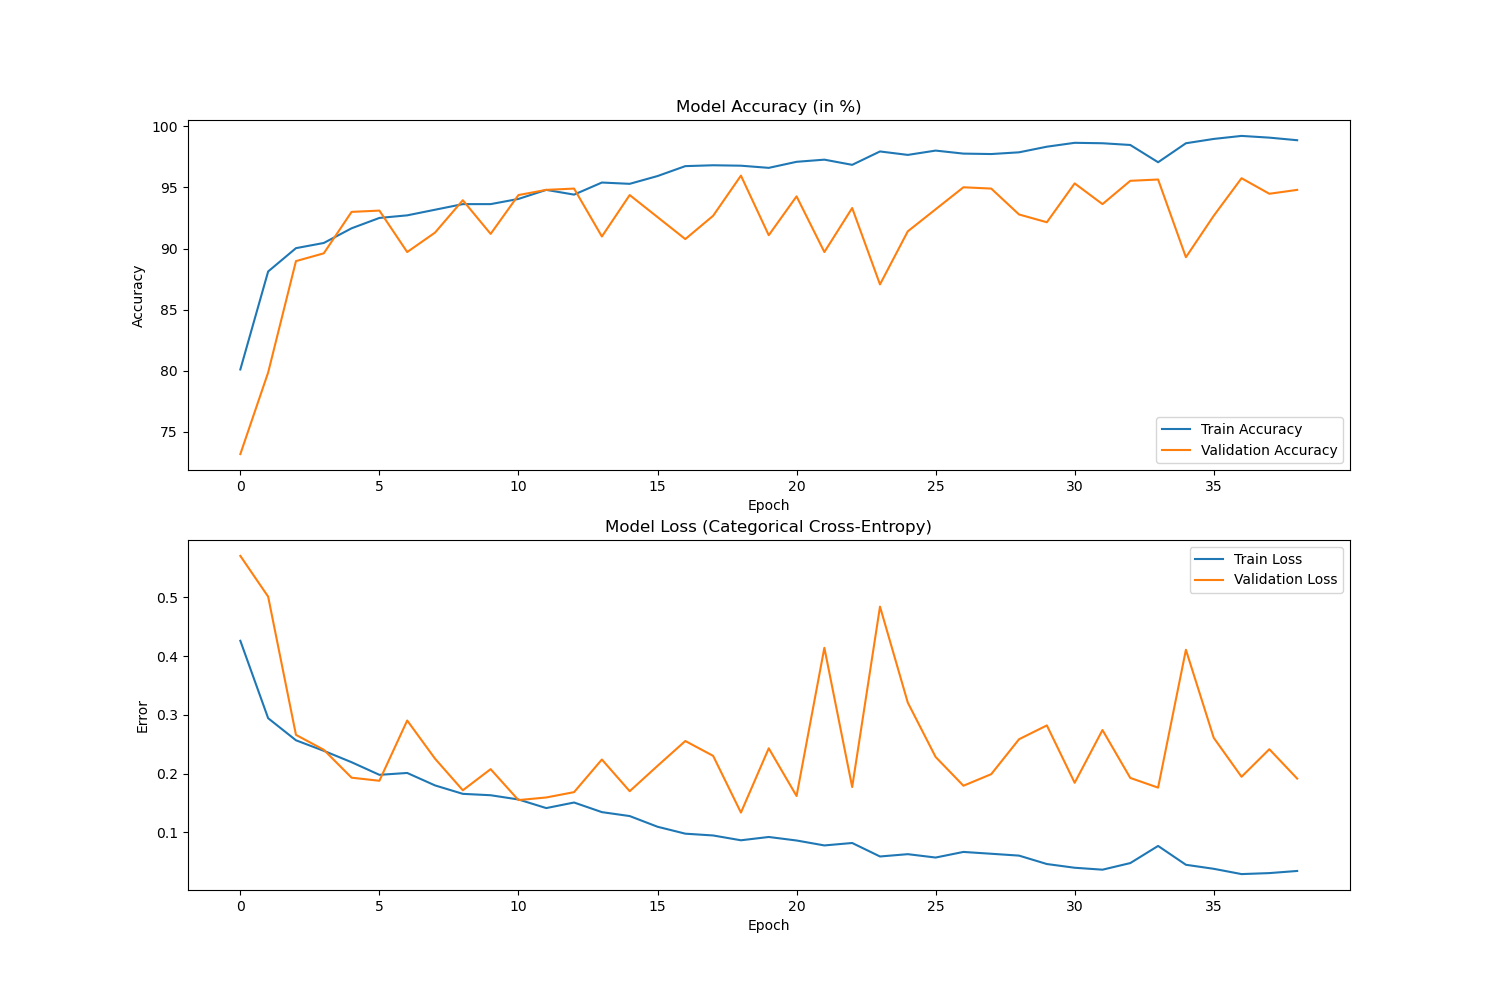 Model Accuracy (in %)
100
95
90
85
80
75
Accuracy
Train Accuracy
Validation Accuracy
0 5 10 15 20 25 30 35
Epoch
Model Loss (Categorical Cross-Entropy)
Train Loss
Validation Loss
0.5
0.4
0.3
0.2
0.1
Error
0 5 10 15 20 25 30 35
Epoch